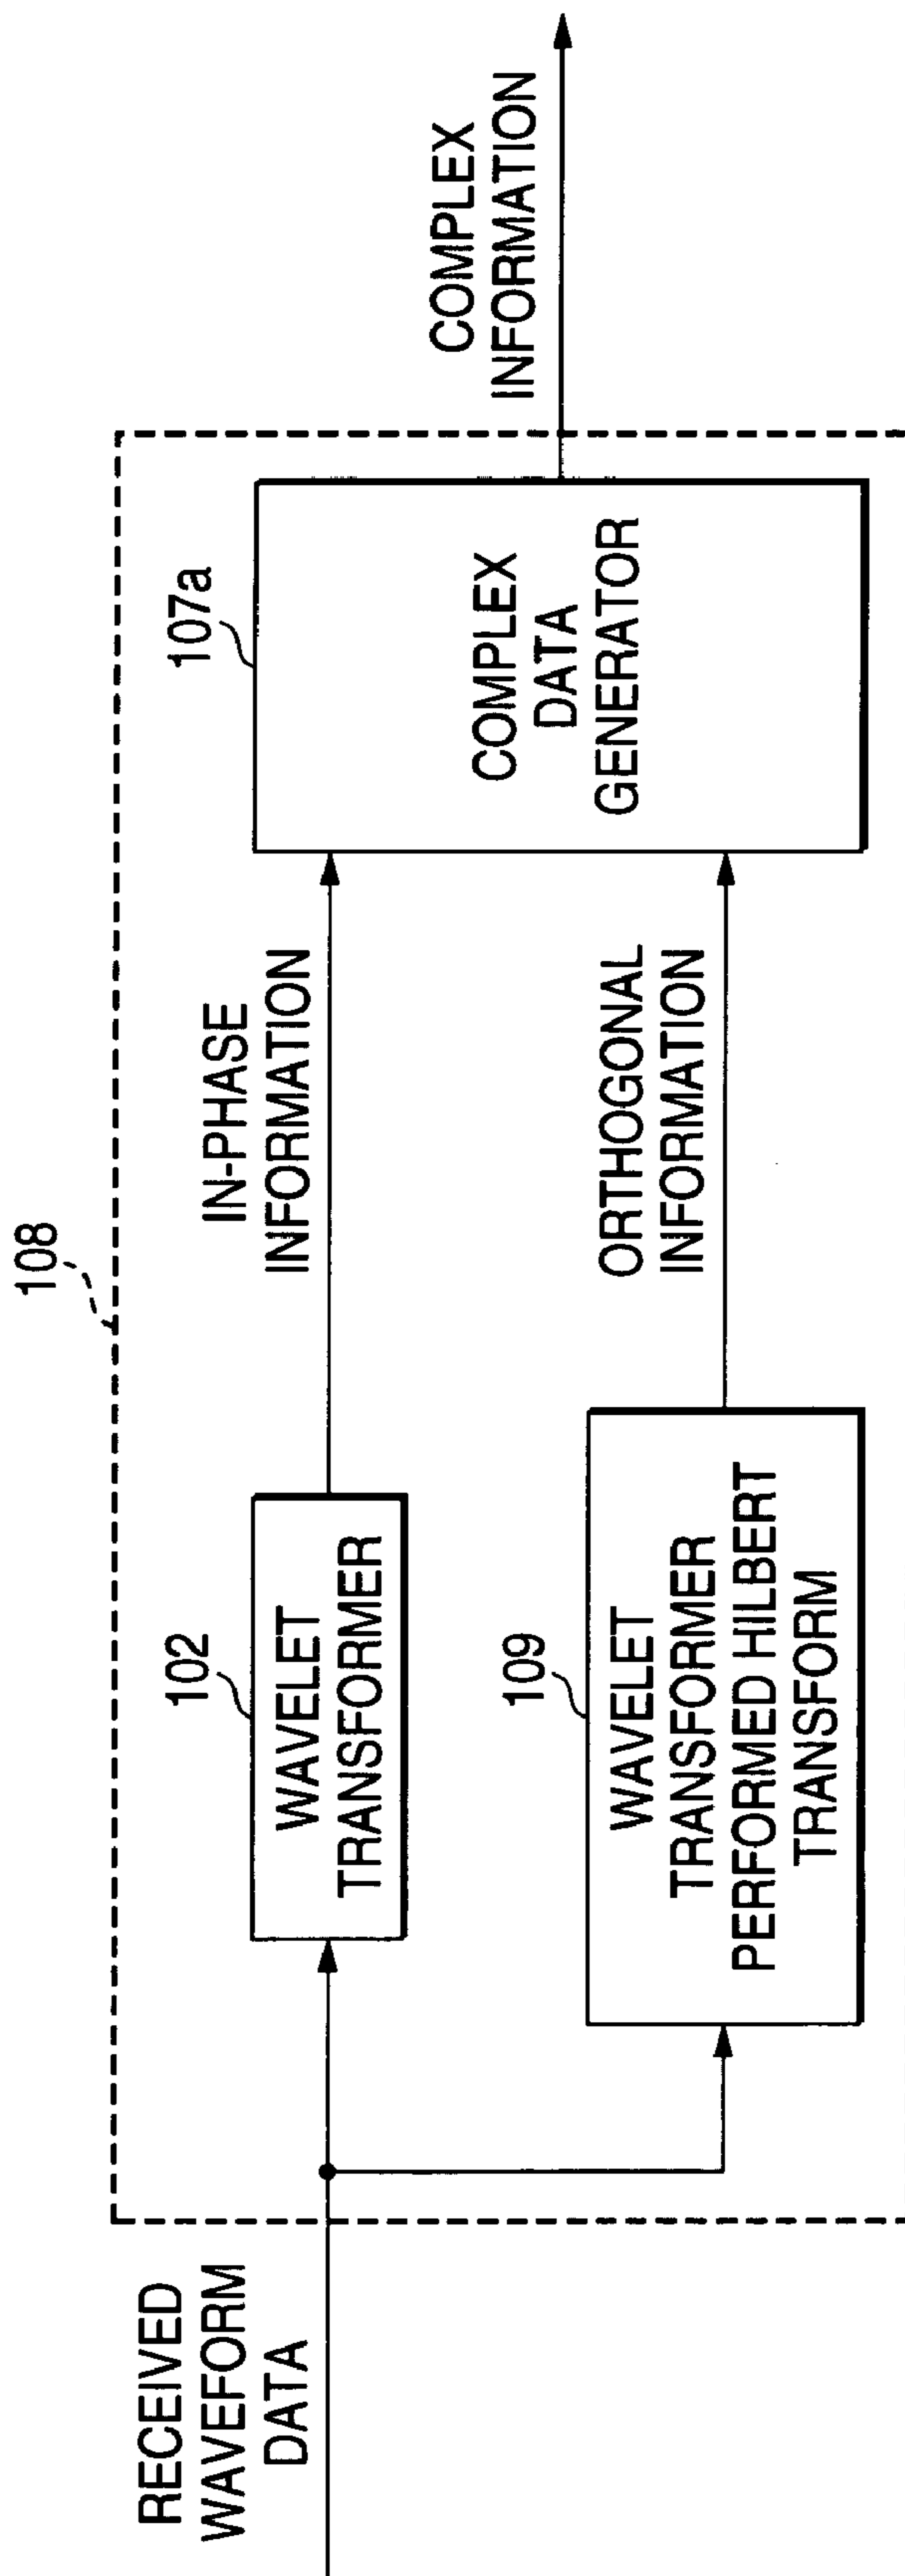 108
RECEIVED
WAVEFORM
DATA
102
WAVELET
TRANSFORMER
IN-PHASE
INFORMATION
109
WAVELET
TRANSFORMER
PERFORMED HILBERT
TRANSFORM
ORTHOGONAL
INFORMATION
107a
COMPLEX
DATA
GENERATOR
COMPLEX
INFORMATION